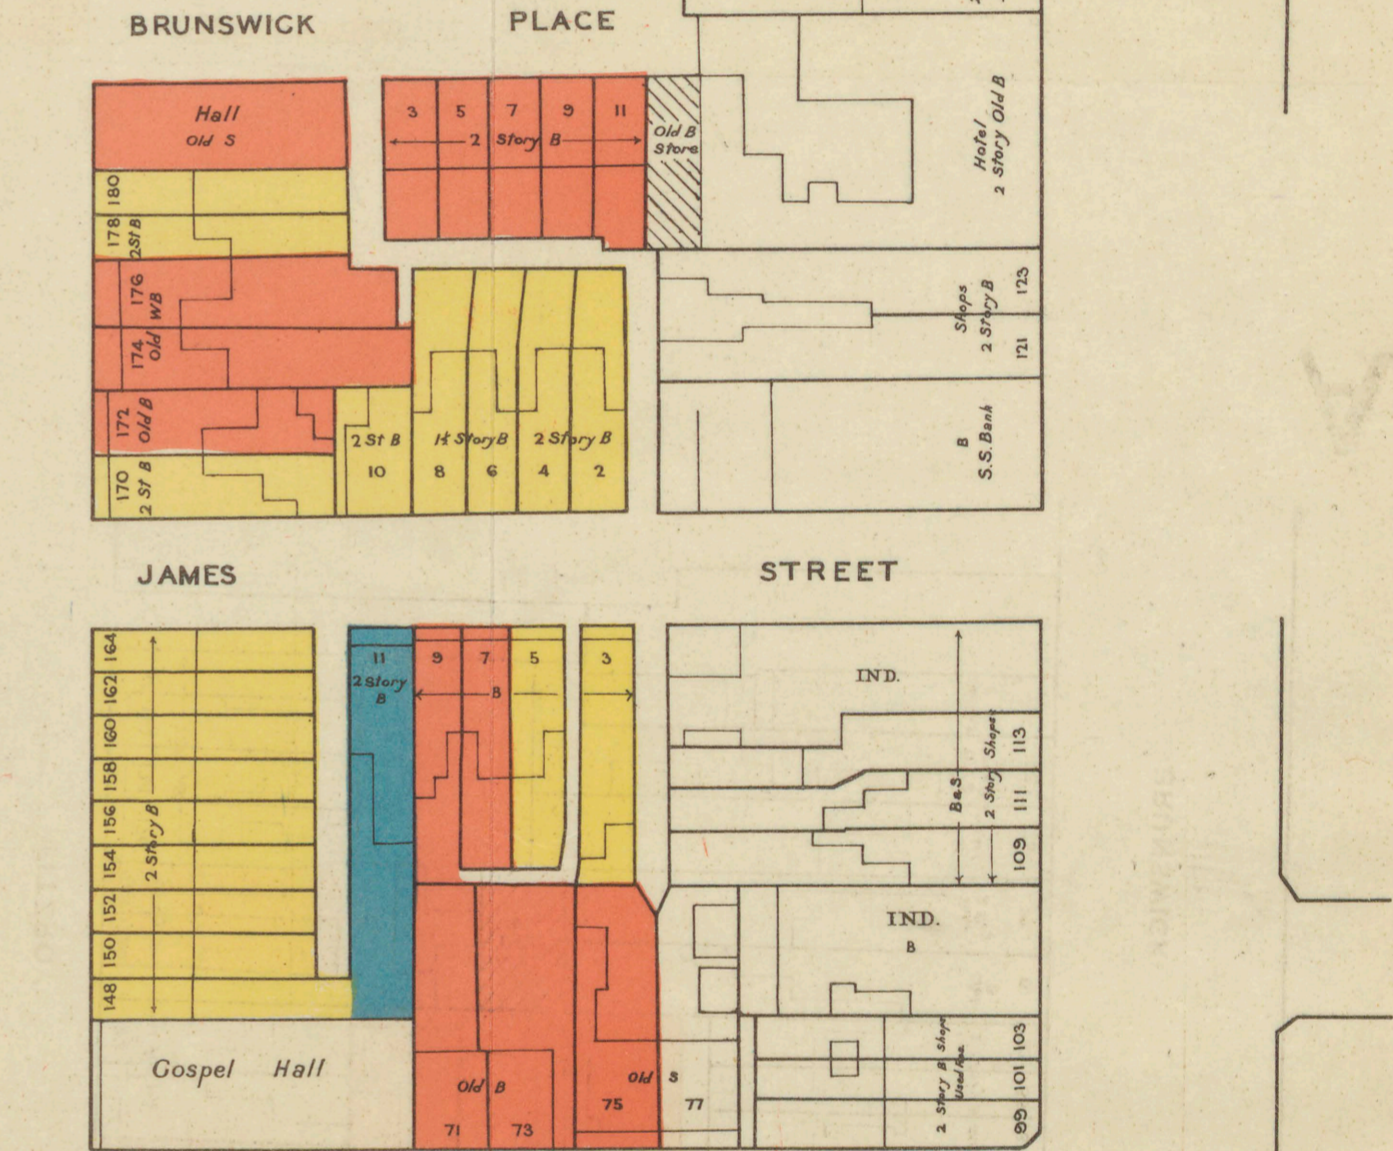 BRUNSWICK PLACE
Hall
Old S
3 5 7 9 11
2 Story B
Old B
Store
Hotel
2 Story Old B
180
178
2 St B
176
174
Old WB
172
Old B
170
2 St B
2 St B
10
1½ Story B
8 6
2 Story B
4 2
Shops
2 Story B
123
121
B
S.S. Bank
JAMES STREET
164
162
160
158
156
154
152
150
148
2 Story B
11
2 Story
B
9 7 5 3
B
IND.
B & S
2 Story Shops
113
111
109
IND.
B
Gospel Hall
Old B
71 73
Old S
75 77
2 Story B Shops
103
101
99